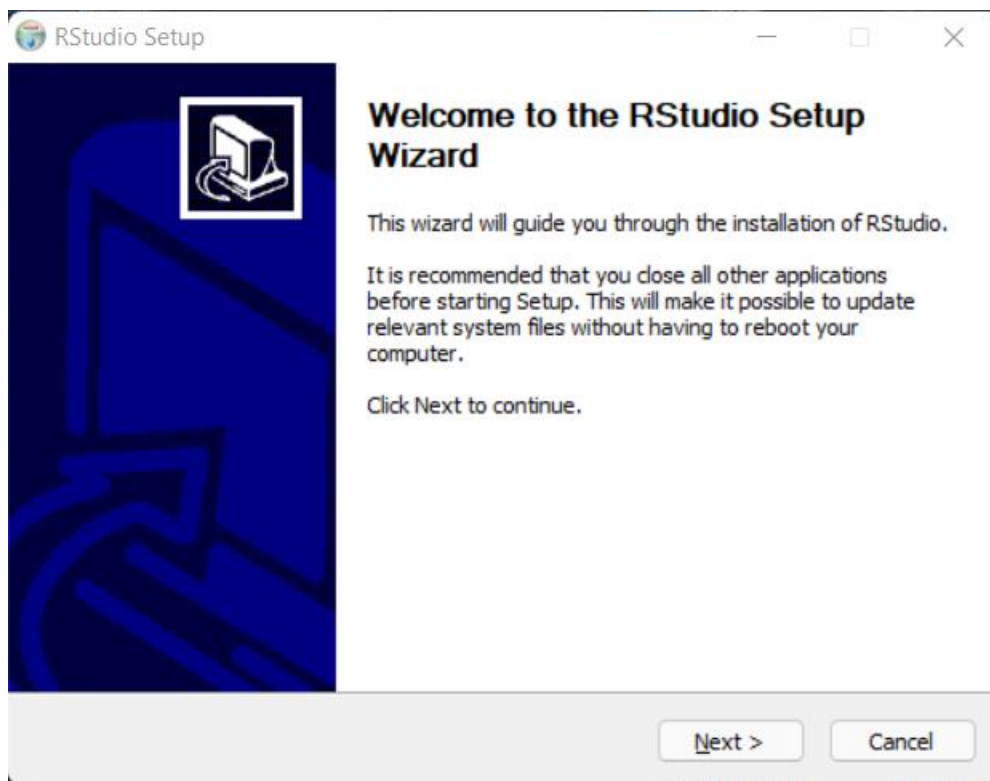 RStudio Setup
Welcome to the RStudio Setup
Wizard
This wizard will guide you through the installation of RStudio.
It is recommended that you close all other applications
before starting Setup. This will make it possible to update
relevant system files without having to reboot your
computer.
Click Next to continue.
Next >
Cancel